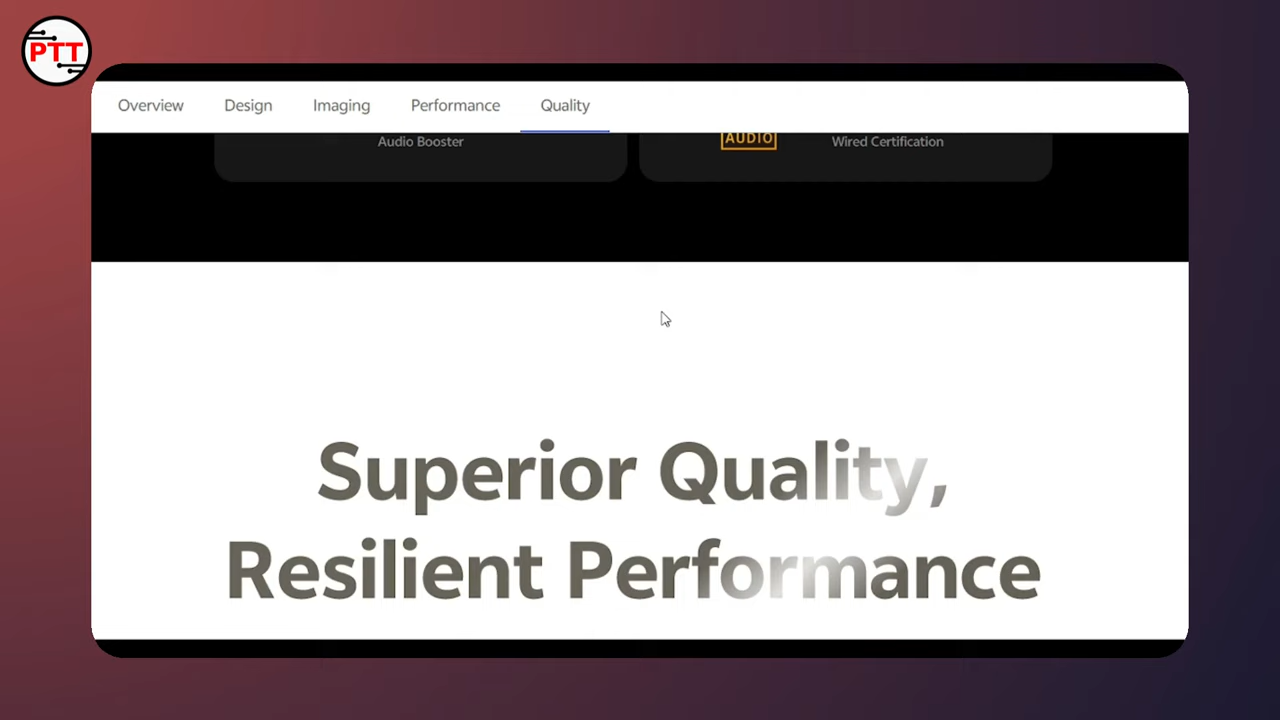 PTT
Overview Design Imaging Performance Quality
Audio Booster
AUDIO
Wired Certification
Superior Quality,
Resilient Performance